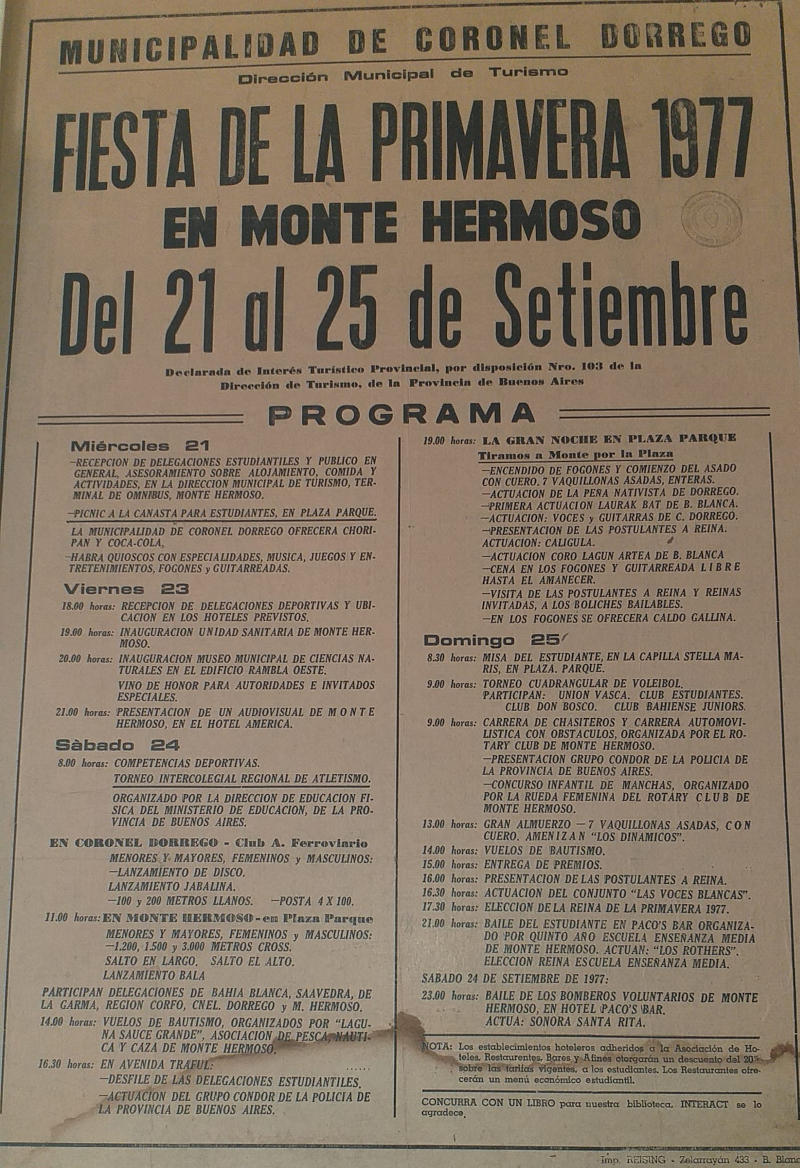 MUNICIPALIDAD DE CORONEL DORREGO
Dirección Municipal de Turismo
FIESTA DE LA PRIMAVERA 1977
EN MONTE HERMOSO
Del 21 al 25 de Setiembre
Declarada de Interés Turístico Provincial, por disposición Nro. 103 de la
Dirección de Turismo, de la Provincia de Buenos Aires
PROGRAMA
Miércoles 21
—RECEPCION DE DELEGACIONES ESTUDIANTILES Y PUBLICO EN
GENERAL, ASESORAMIENTO SOBRE ALOJAMIENTO, COMIDA Y
ACTIVIDADES, EN LA DIRECCION MUNICIPAL DE TURISMO, TER-
MINAL DE OMNIBUS, MONTE HERMOSO.
—PICNIC A LA CANASTA PARA ESTUDIANTES, EN PLAZA PARQUE.
LA MUNICIPALIDAD DE CORONEL DORREGO OFRECERA CHORI-
PAN Y COCA-COLA,
—HABRA QUIOSCOS CON ESPECIALIDADES, MUSICA, JUEGOS Y EN-
TRETENIMIENTOS, FOGONES y GUITARREADAS.
Viernes 23
18.00 horas: RECEPCION DE DELEGACIONES DEPORTIVAS Y UBI-
CACION EN LOS HOTELES PREVISTOS.
19.00 horas: INAUGURACION UNIDAD SANITARIA DE MONTE HER-
MOSO.
20.00 horas: INAUGURACION MUSEO MUNICIPAL DE CIENCIAS NA-
TURALES EN EL EDIFICIO RAMBLA OESTE.
VINO DE HONOR PARA AUTORIDADES E INVITADOS
ESPECIALES.
21.00 horas: PRESENTACION DE UN AUDIOVISUAL DE MONTE
HERMOSO, EN EL HOTEL AMERICA.
Sàbado 24
8.00 horas: COMPETENCIAS DEPORTIVAS.
TORNEO INTERCOLEGIAL REGIONAL DE ATLETISMO.
ORGANIZADO POR LA DIRECCION DE EDUCACION FI-
SICA DEL MINISTERIO DE EDUCACION, DE LA PRO-
VINCIA DE BUENOS AIRES.
EN CORONEL DORREGO - Club A. Ferroviario
MENORES Y MAYORES, FEMENINOS y MASCULINOS:
—LANZAMIENTO DE DISCO.
LANZAMIENTO JABALINA.
—100 y 200 METROS LLANOS. —POSTA 4 X 100.
11.00 horas: EN MONTE HERMOSO - en Plaza Parque
MENORES Y MAYORES, FEMENINOS y MASCULINOS:
—1.200, 1.500 y 3.000 METROS CROSS.
SALTO EN LARGO. SALTO EL ALTO.
LANZAMIENTO BALA
PARTICIPAN DELEGACIONES DE BAHIA BLANCA, SAAVEDRA, DE
LA GARMA, REGION CORFO, CNEL. DORREGO y M. HERMOSO.
14.00 horas: VUELOS DE BAUTISMO, ORGANIZADOS POR "LAGU-
NA SAUCE GRANDE", ASOCIACION DE PESCA, NAUTI-
CA Y CAZA DE MONTE HERMOSO.
16.30 horas: EN AVENIDA TRAFUL:
—DESFILE DE LAS DELEGACIONES ESTUDIANTILES,
—ACTUACION DEL GRUPO CONDOR DE LA POLICIA DE
LA PROVINCIA DE BUENOS AIRES.
19.00 horas: LA GRAN NOCHE EN PLAZA PARQUE
Tiramos a Monte por la Plaza
—ENCENDIDO DE FOGONES Y COMIENZO DEL ASADO
CON CUERO. 7 VAQUILLONAS ASADAS, ENTERAS.
—ACTUACION DE LA PEÑA NATIVISTA DE DORREGO.
—PRIMERA ACTUACION LAURAK BAT DE B. BLANCA.
—ACTUACION: VOCES y GUITARRAS DE C. DORREGO.
—PRESENTACION DE LAS POSTULANTES A REINA.
ACTUACION: CALIGULA.
—ACTUACION CORO LAGUN ARTEA DE B. BLANCA
—CENA EN LOS FOGONES Y GUITARREADA LIBRE
HASTA EL AMANECER.
—VISITA DE LAS POSTULANTES A REINA Y REINAS
INVITADAS, A LOS BOLICHES BAILABLES.
—EN LOS FOGONES SE OFRECERA CALDO GALLINA.
Domingo 25
8.30 horas: MISA DEL ESTUDIANTE, EN LA CAPILLA STELLA MA-
RIS, EN PLAZA. PARQUE.
9.00 horas: TORNEO CUADRANGULAR DE VOLEIBOL.
PARTICIPAN: UNION VASCA. CLUB ESTUDIANTES.
CLUB DON BOSCO. CLUB BAHIENSE JUNIORS.
9.00 horas: CARRERA DE CHASITEROS Y CARRERA AUTOMOVI-
LISTICA CON OBSTACULOS, ORGANIZADA POR EL RO-
TARY CLUB DE MONTE HERMOSO.
—PRESENTACION GRUPO CONDOR DE LA POLICIA DE
LA PROVINCIA DE BUENOS AIRES.
—CONCURSO INFANTIL DE MANCHAS, ORGANIZADO
POR LA RUEDA FEMENINA DEL ROTARY CLUB DE
MONTE HERMOSO.
13.00 horas: GRAN ALMUERZO — 7 VAQUILLONAS ASADAS, CON
CUERO. AMENIZAN "LOS DINAMICOS".
14.00 horas: VUELOS DE BAUTISMO.
15.00 horas: ENTREGA DE PREMIOS.
16.00 horas: PRESENTACION DE LAS POSTULANTES A REINA.
16.30 horas: ACTUACION DEL CONJUNTO "LAS VOCES BLANCAS".
17.30 horas: ELECCION DE LA REINA DE LA PRIMAVERA 1977.
21.00 horas: BAILE DEL ESTUDIANTE EN PACO'S BAR ORGANIZA-
DO POR QUINTO AÑO ESCUELA ENSEÑANZA MEDIA
DE MONTE HERMOSO. ACTUAN: "LOS ROTHERS".
ELECCION REINA ESCUELA ENSEÑANZA MEDIA.
SABADO 24 DE SETIEMBRE DE 1977:
23.00 horas: BAILE DE LOS BOMBEROS VOLUNTARIOS DE MONTE
HERMOSO, EN HOTEL PACO'S BAR.
ACTUA: SONORA SANTA RITA.
NOTA: Los establecimientos hoteleros adheridos a la Asociación de Ho-
teles. Restaurentes, Bares y Afines otorgarán un descuento del 20%
sobre las tarifas vigentes, a los estudiantes. Los Restaurantes ofre-
cerán un menú económico estudiantil.
CONCURRA CON UN LIBRO para nuestra biblioteca. INTERACT se lo
agradece.
Imp. REISING - Zelarrayán 433 - B. Blanc